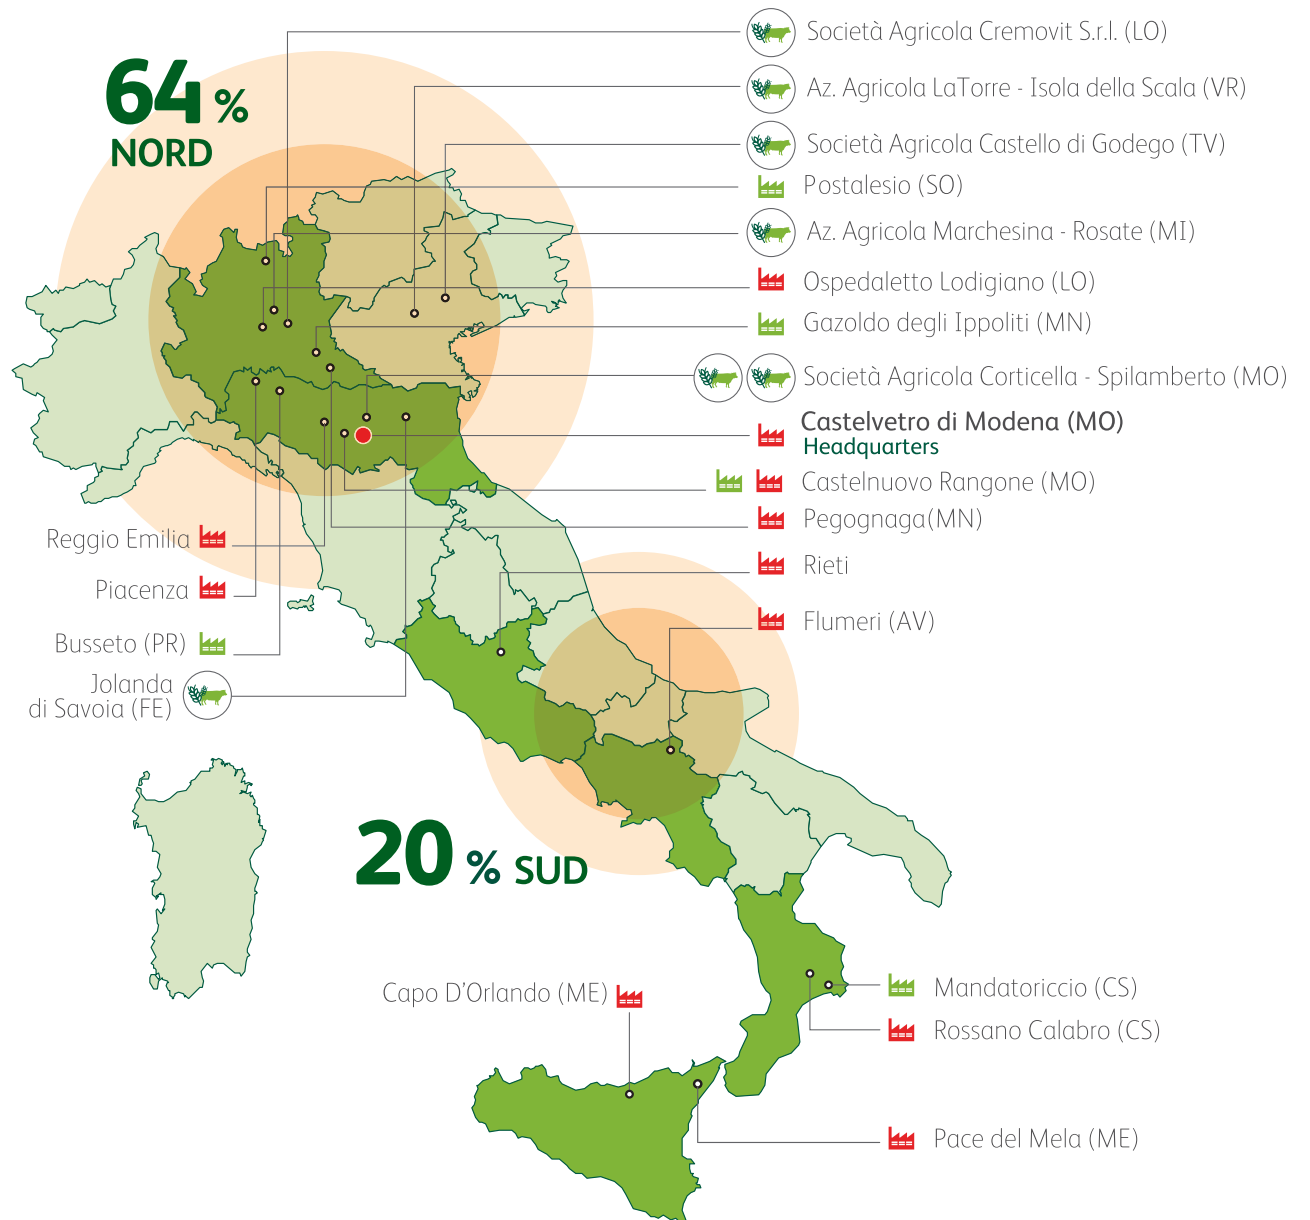 Società Agricola Cremovit S.r.l. (LO)
64 %
NORD
Az. Agricola LaTorre - Isola della Scala (VR)
Società Agricola Castello di Godego (TV)
Postalesio (SO)
Az. Agricola Marchesina - Rosate (MI)
Ospedaletto Lodigiano (LO)
Gazoldo degli Ippoliti (MN)
Società Agricola Corticella - Spilamberto (MO)
Castelvetro di Modena (MO)
Headquarters
Castelnuovo Rangone (MO)
Pegognaga(MN)
Rieti
Flumeri (AV)
Reggio Emilia
Piacenza
Busseto (PR)
Jolanda
di Savoia (FE)
20 % SUD
Capo D’Orlando (ME)
Mandatoriccio (CS)
Rossano Calabro (CS)
Pace del Mela (ME)